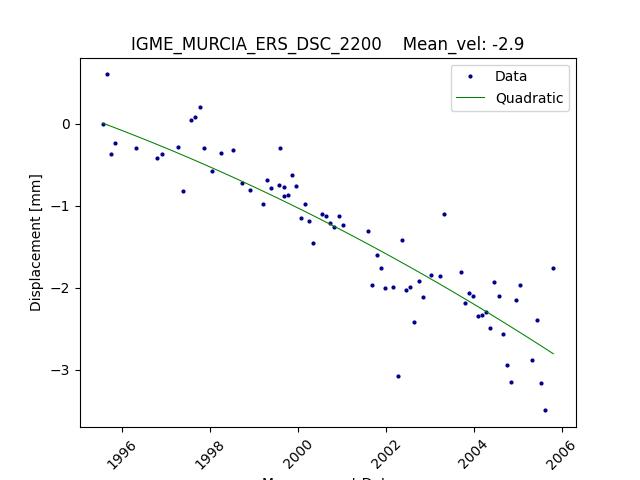 IGME_MURCIA_ERS_DSC_2200    Mean_vel: -2.9
Data
Quadratic
Displacement [mm]
0
−1
−2
−3
1996
1998
2000
2002
2004
2006